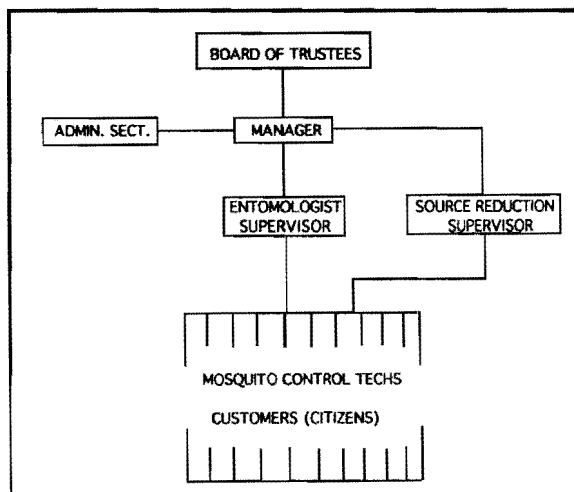 BOARD OF TRUSTEES
ADMIN. SECT.
MANAGER
ENTOMOLOGIST
SUPERVISOR
SOURCE REDUCTION
SUPERVISOR
MOSQUITO CONTROL TECHS
CUSTOMERS (CITIZENS)